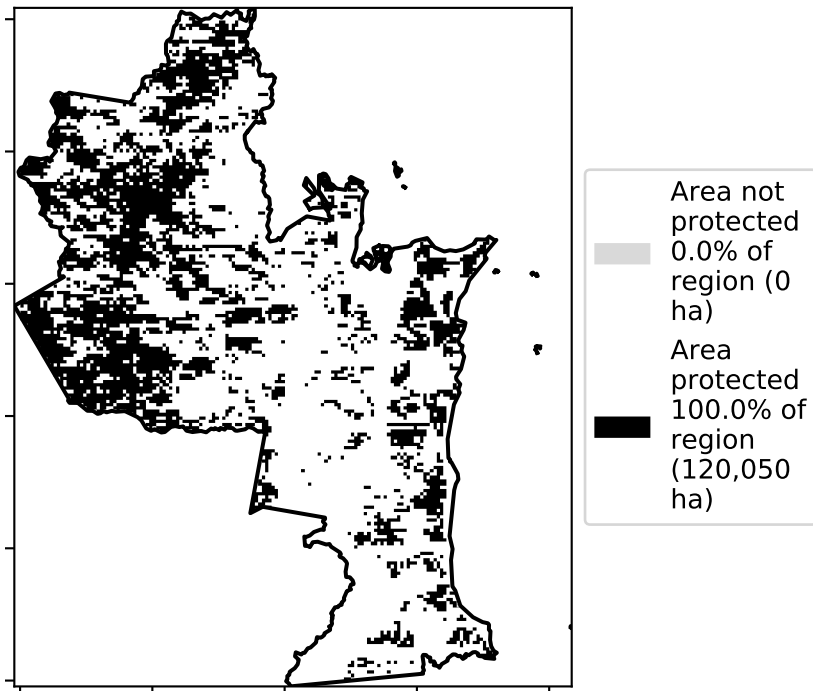 Area not
protected
0.0% of
region (0
ha)
Area
protected
100.0% of
region
(120,050
ha)